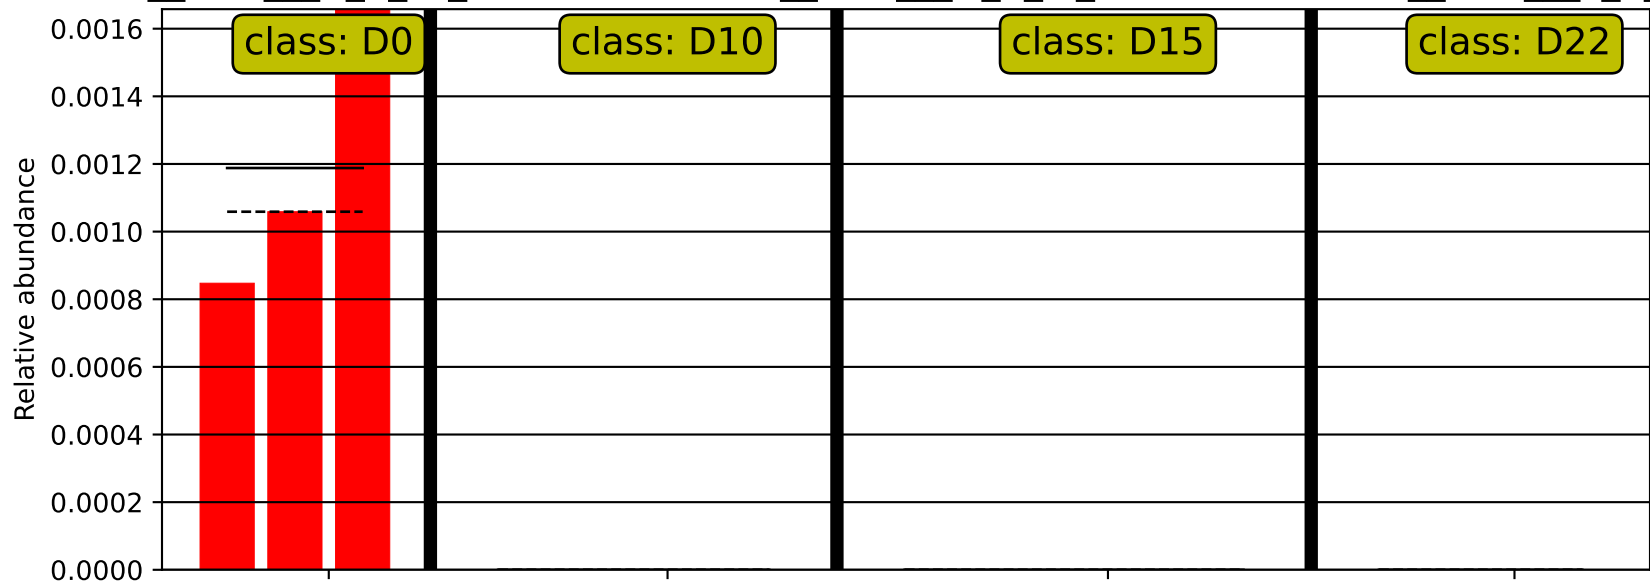 class: D0
class: D10
class: D15
class: D22
0.0016
0.0014
0.0012
0.0010
0.0008
0.0006
0.0004
0.0002
0.0000
Relative abundance